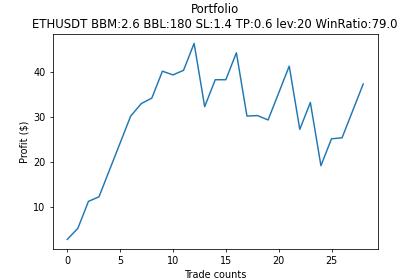 Portfolio
ETHUSDT BBM:2.6 BBL:180 SL:1.4 TP:0.6 lev:20 WinRatio:79.0
Profit ($)
40
30
20
10
0 5 10 15 20 25
Trade counts